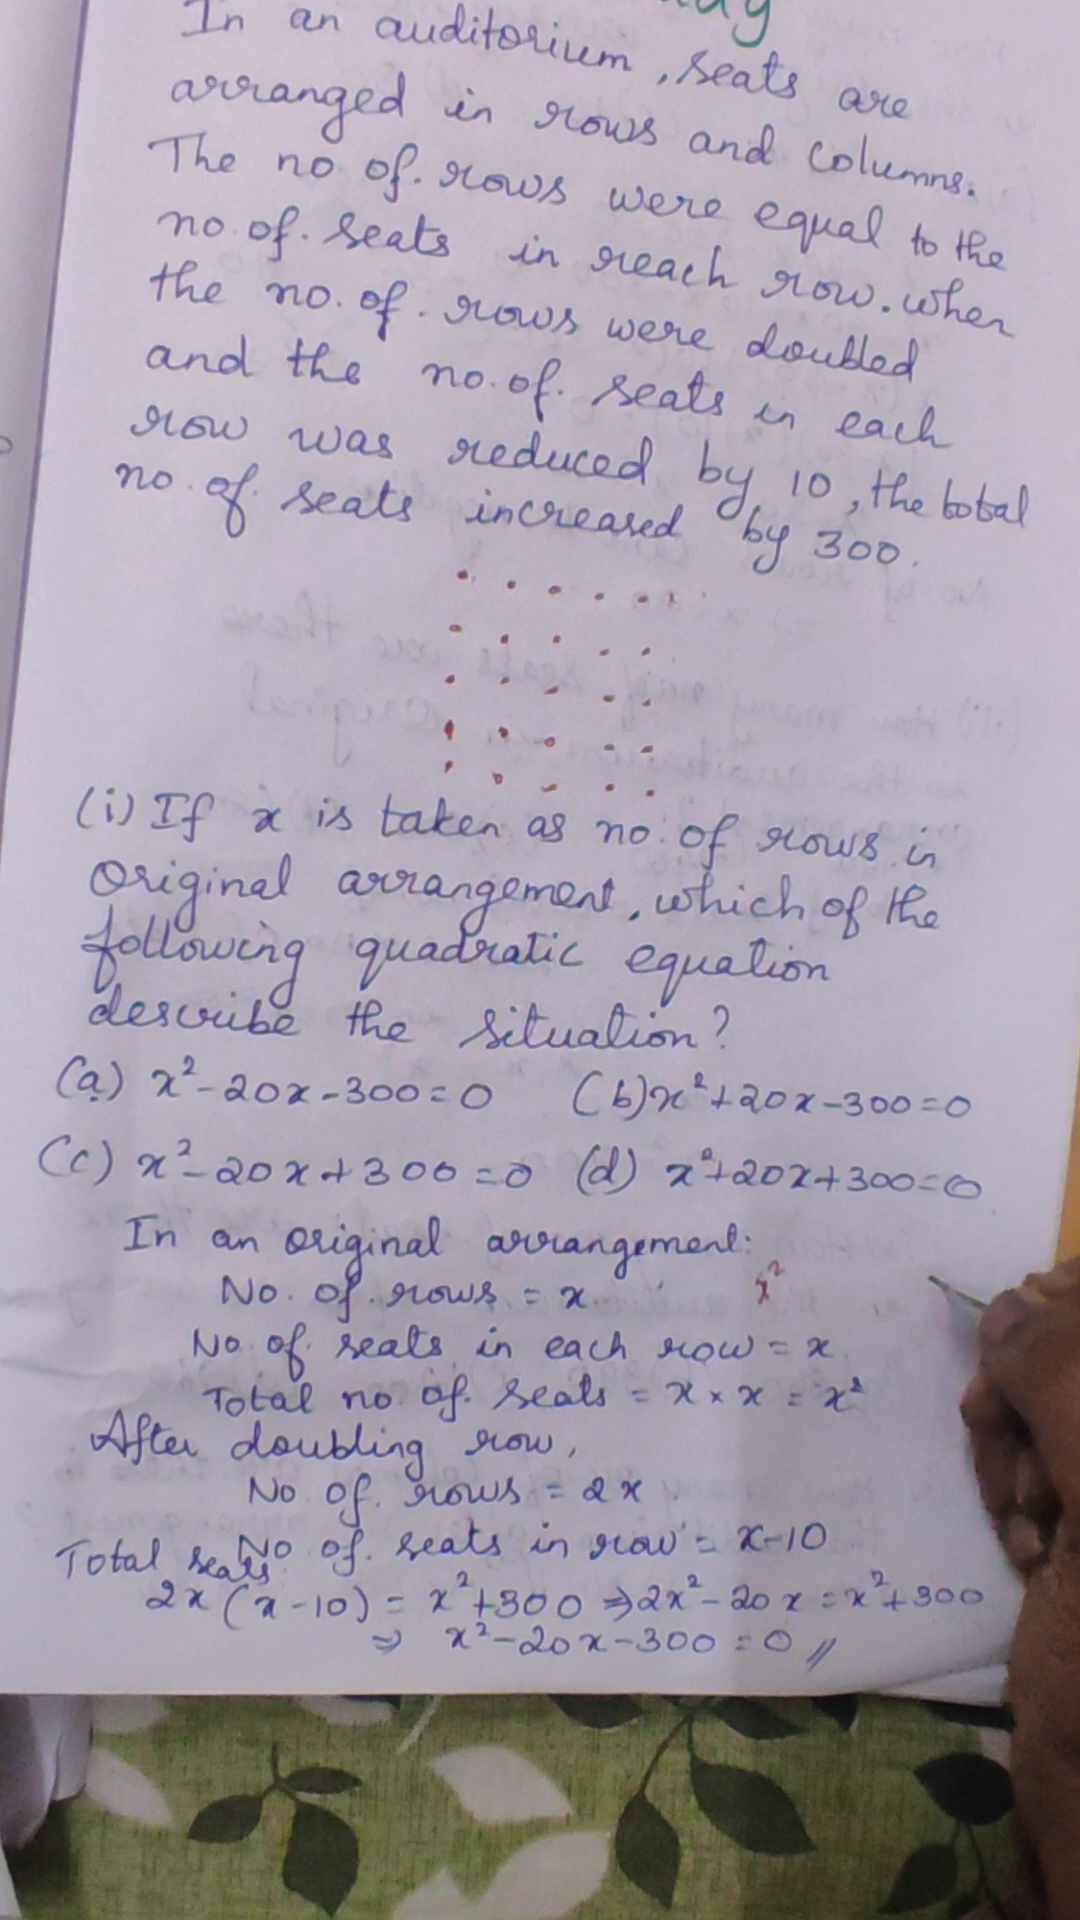 In an auditorium, seats are
arranged in rows and columns.
The no of. rows were equal to the
no. of. seats in reach row. when
the no. of. rows were doubled
and the no. of. seats in each
row was reduced by 10, the total
no. of. seats increased by 300.
(i) If x is taken as no. of rows in
Original arrangement, which of the
following quadratic equation
describe the situation?
(a) x²-20x-300=0 (b) x²+20x-300=0
(c) x²-20x+300=0 (d) x²+20x+300=0
In an original arrangement:
No. of. rows = x x²
No of. seats in each row = x
Total no of. seats = x × x = x²
After doubling row,
No of. rows = 2x
No of. seats in row = x-10
Total seats
2x(x-10) = x²+300 ⇒ 2x²-20x = x²+300
⇒ x²-20x-300=0 //